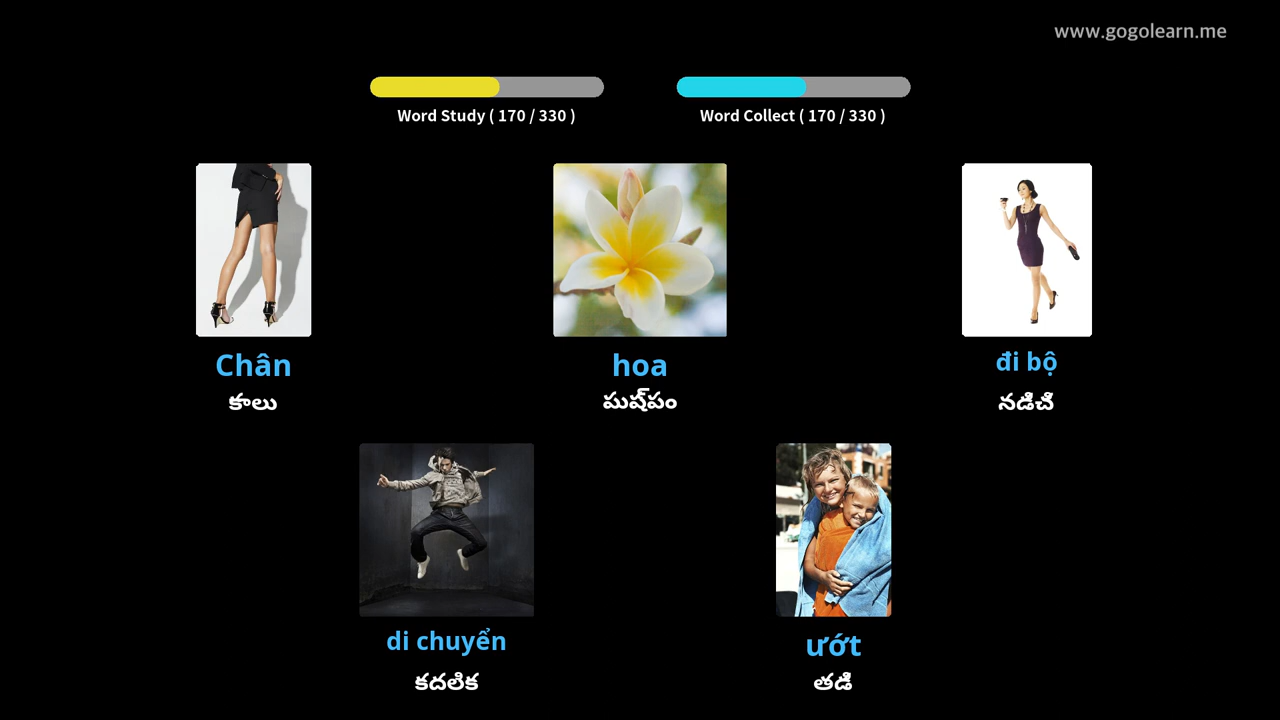 www.gogolearn.me
Word Study ( 170 / 330 )
Word Collect ( 170 / 330 )
Chân
కాలు
hoa
పుష్పం
đi bộ
నడిచి
di chuyển
కదలిక
ướt
తడి